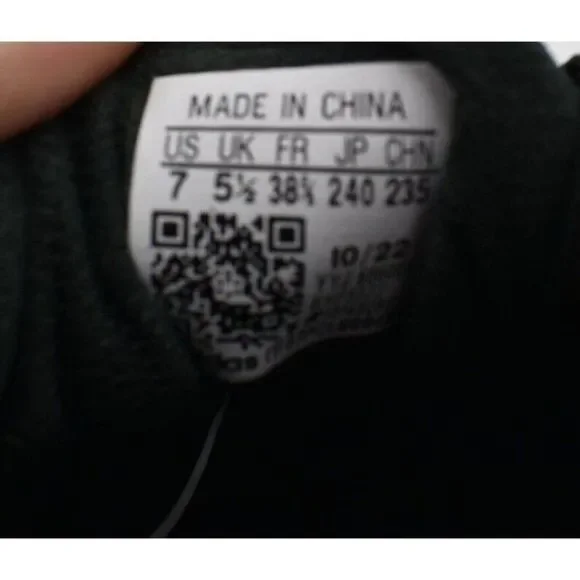 MADE IN CHINA
US UK FR JP CHN
7 5½ 38⅔ 240 235
10/22